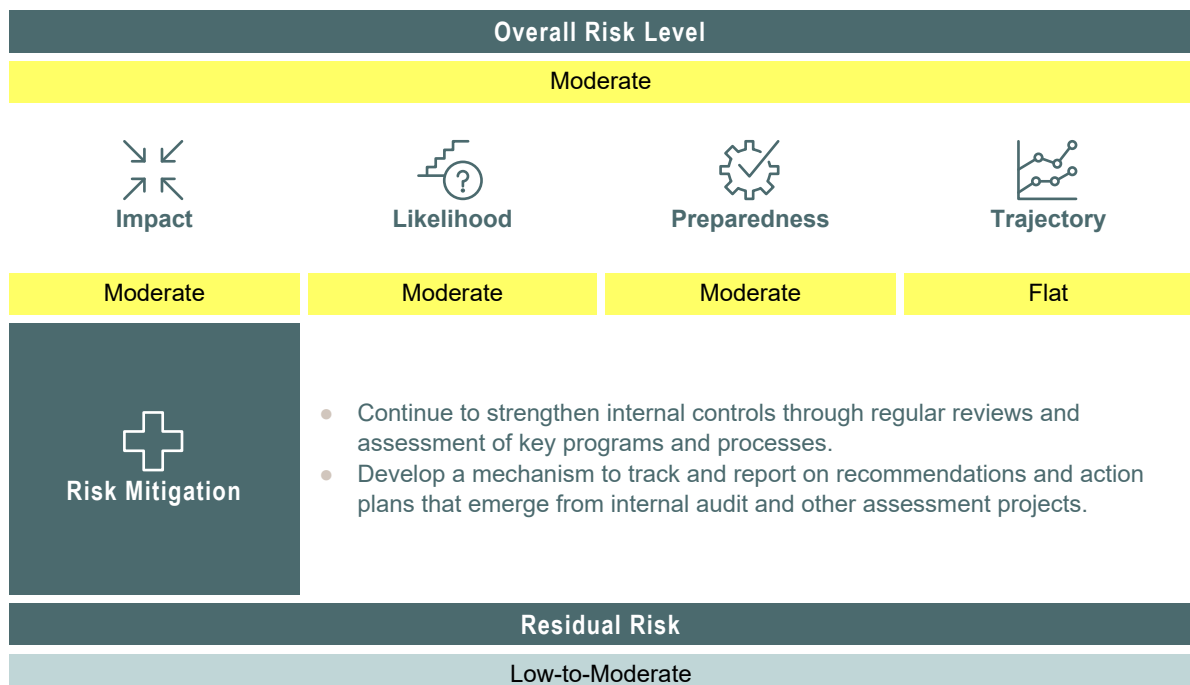 Overall Risk Level
Moderate
Impact
Likelihood
Preparedness
Trajectory
Moderate
Moderate
Moderate
Flat
Risk Mitigation
● Continue to strengthen internal controls through regular reviews and
assessment of key programs and processes.
● Develop a mechanism to track and report on recommendations and action
plans that emerge from internal audit and other assessment projects.
Residual Risk
Low-to-Moderate